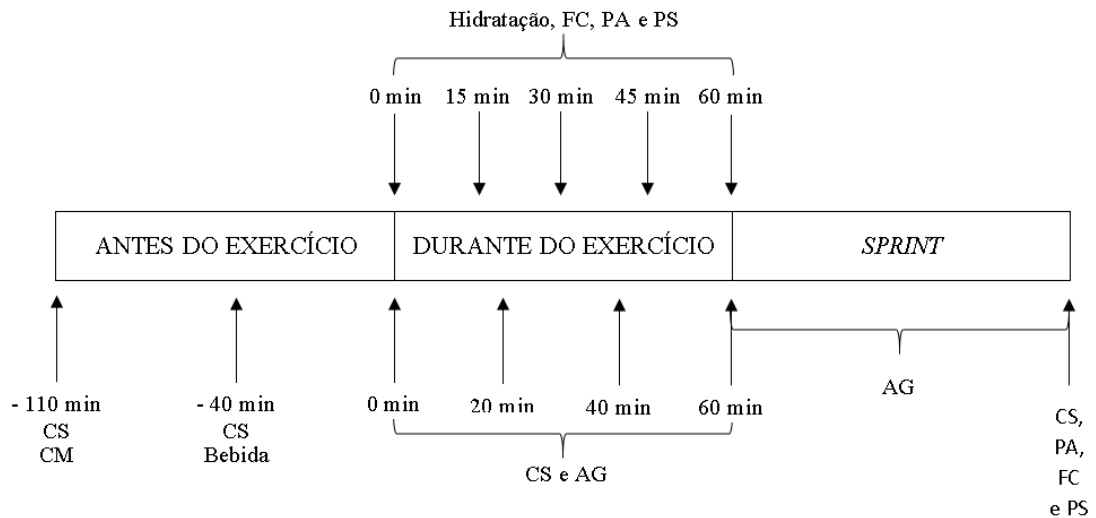 Hidratação, FC, PA e PS
0 min 15 min 30 min 45 min 60 min
ANTES DO EXERCÍCIO DURANTE DO EXERCÍCIO SPRINT
- 110 min - 40 min 0 min 20 min 40 min 60 min
CS CS
CM Bebida
CS e AG
AG
CS,
PA,
FC
e PS